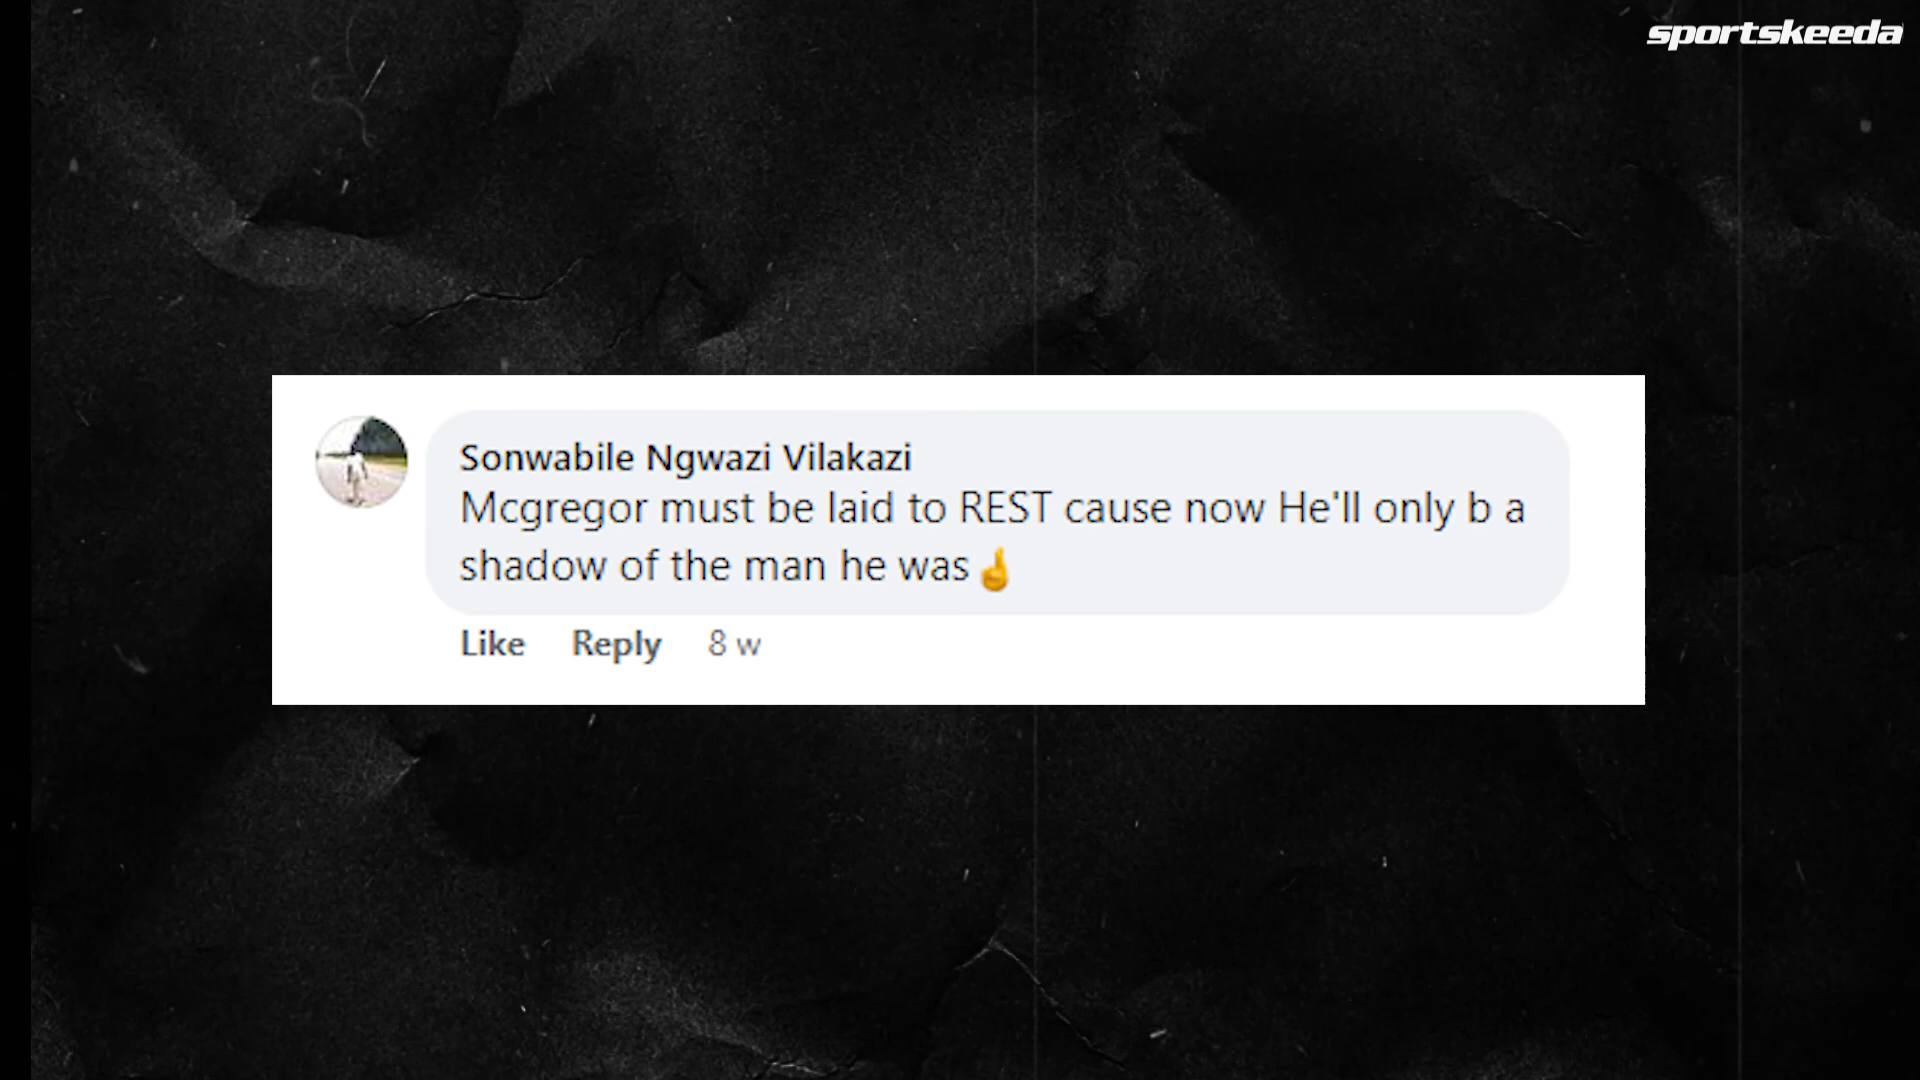 sportskeeda
Sonwabile Ngwazi Vilakazi
Mcgregor must be laid to REST cause now He'll only b a
shadow of the man he was🤞
Like Reply 8 w